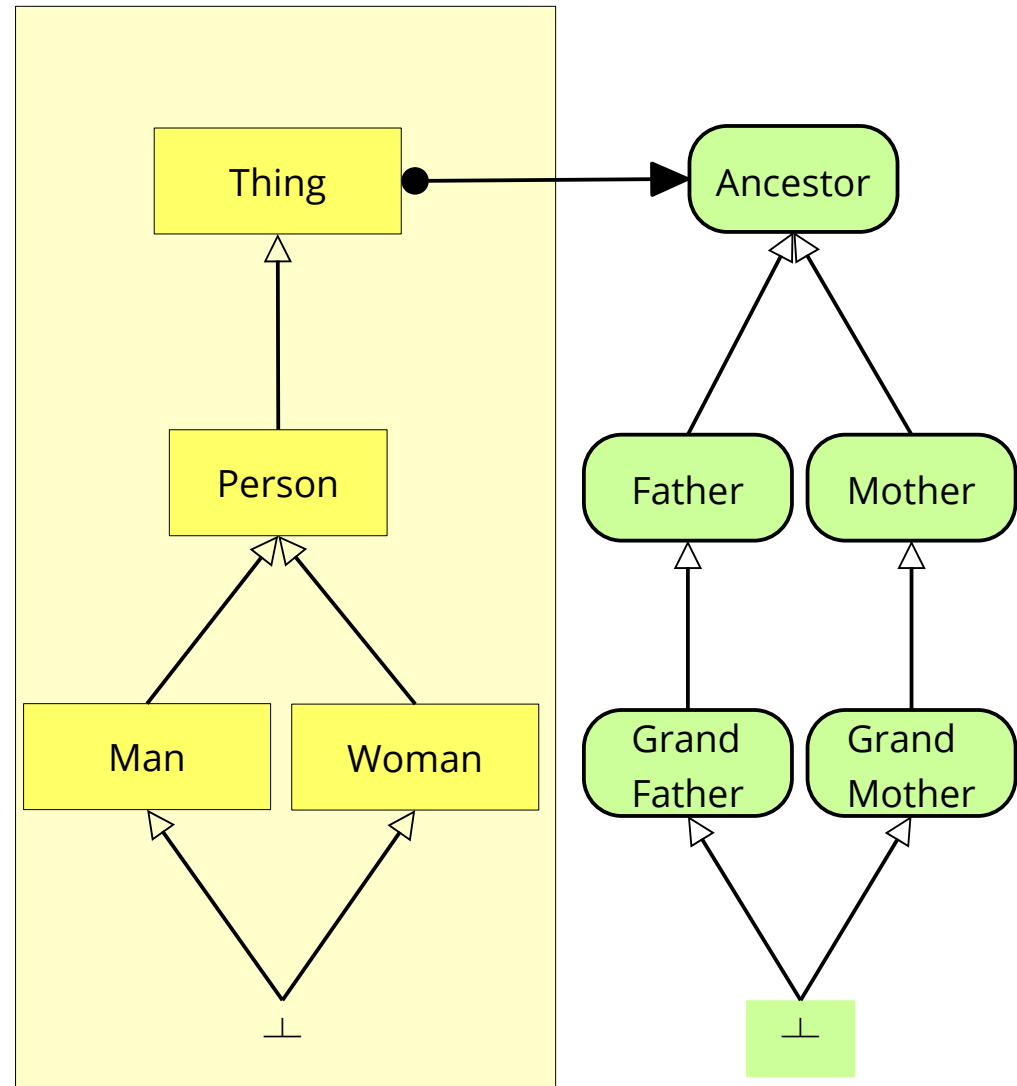 Thing
Ancestor
Person
Father
Mother
Man
Woman
Grand
Father
Grand
Mother
⊥
⊥